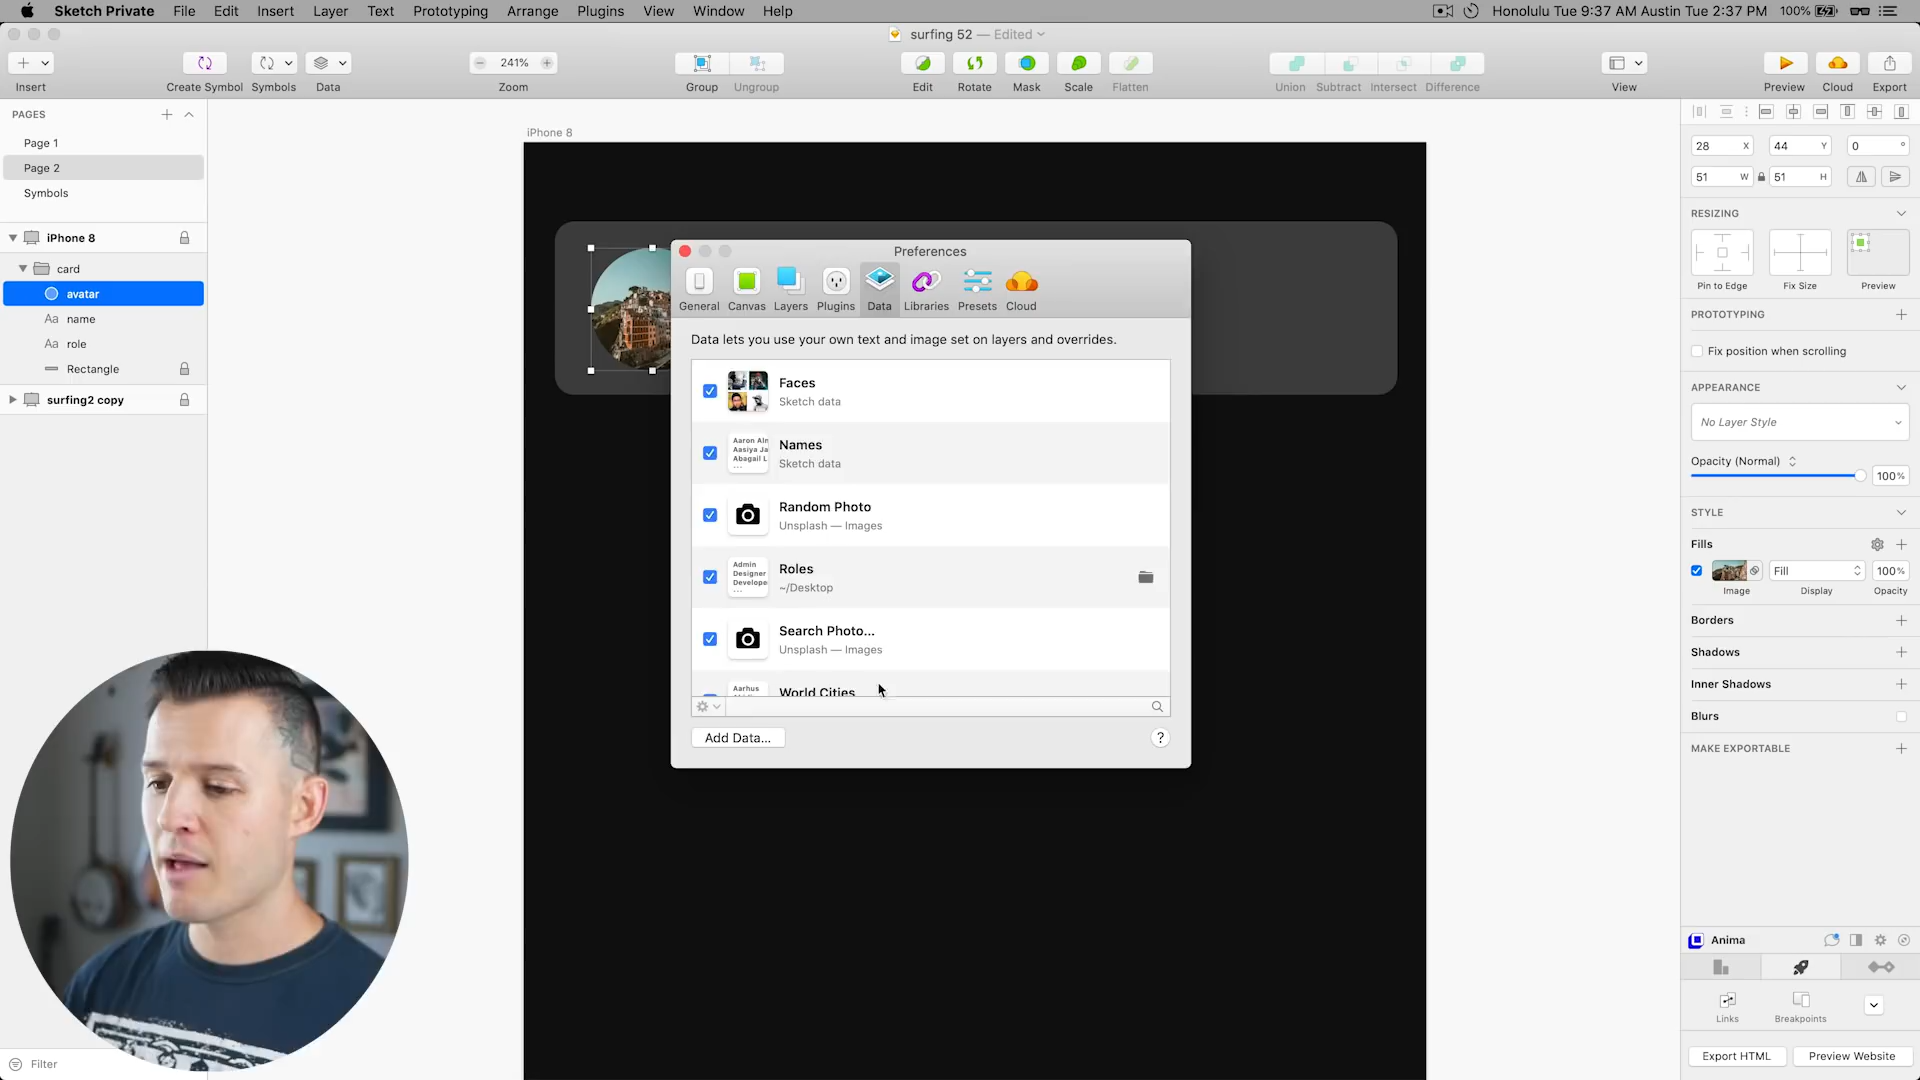 Sketch Private File Edit Insert Layer Text Prototyping Arrange Plugins View Window Help Honolulu Tue 9:37 AM Austin Tue 2:37 PM 100%
surfing 52 — Edited
241%
Insert Create Symbol Symbols Data Zoom Group Ungroup Edit Rotate Mask Scale Flatten Union Subtract Intersect Difference View Preview Cloud Export
PAGES
Page 1
Page 2
Symbols
iPhone 8
card
avatar
Aa name
Aa role
Rectangle
surfing2 copy
Filter
iPhone 8
Preferences
General Canvas Layers Plugins Data Libraries Presets Cloud
Data lets you use your own text and image set on layers and overrides.
Faces
Sketch data
Aaron Aln
Aasiya Ja
Abagail L
...
Names
Sketch data
Random Photo
Unsplash — Images
Admin
Designer
Develope
...
Roles
~/Desktop
Search Photo...
Unsplash — Images
Aarhus
World Cities
Add Data...
?
28 X 44 Y 0 °
51 W 51 H
RESIZING
Pin to Edge Fix Size Preview
PROTOTYPING
Fix position when scrolling
APPEARANCE
No Layer Style
Opacity (Normal)
100%
STYLE
Fills
Fill 100%
Image Display Opacity
Borders
Shadows
Inner Shadows
Blurs
MAKE EXPORTABLE
Anima
Links Breakpoints
Export HTML Preview Website